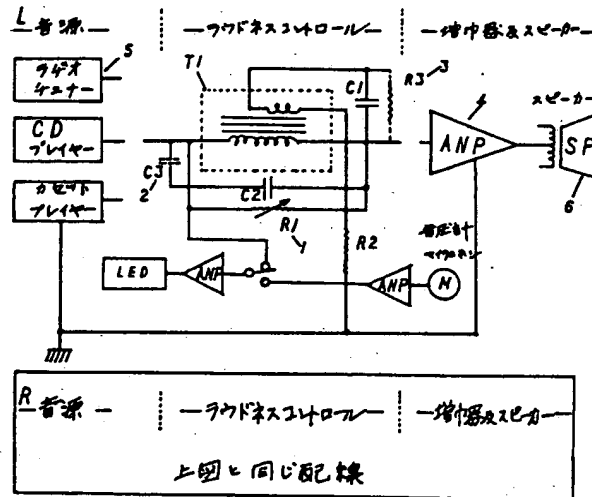 L 音源 — — ラウドネスコントロール — — 増巾器&スピーカー —
ラヂオ
チュナー
5
T1
C1
R3 3
4
スピーカー
CD
プレイヤー
ANP
SP
C3
2
C2
6
カセット
プレイヤー
R1
1
R2
音圧計
マイクロホン
LED
ANP
ANP
M
R 音源 — — ラウドネスコントロール — — 増巾器及スピーカー —
上図と同じ配線